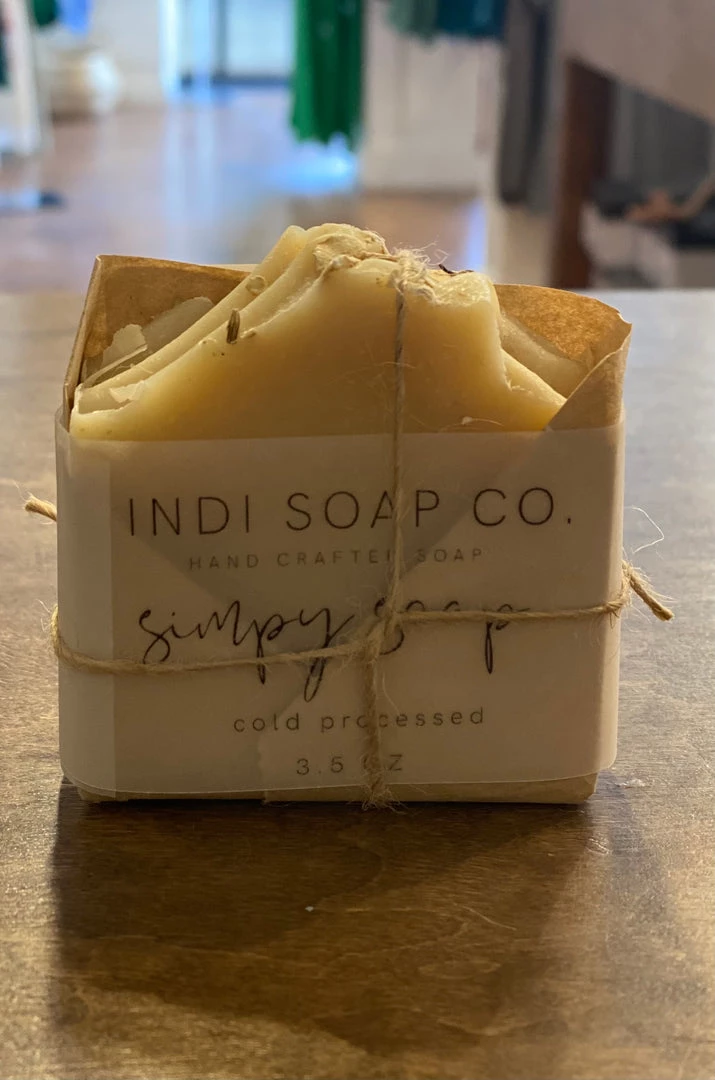 INDI SOAP CO.
HAND CRAFTED SOAP
simpy soap
cold processed
3.5 OZ